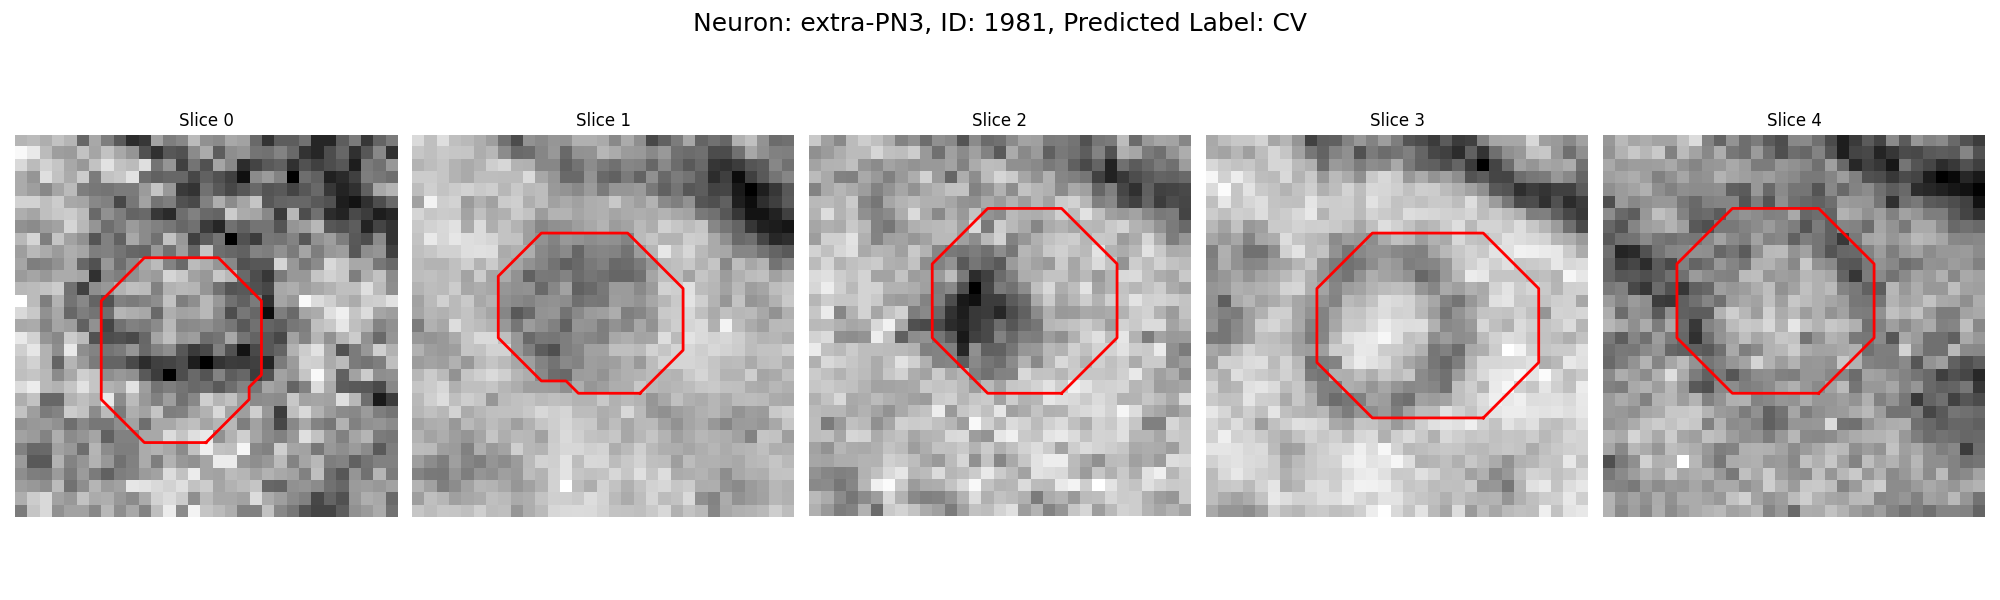 Neuron: extra-PN3, ID: 1981, Predicted Label: CV
Slice 0
Slice 1
Slice 2
Slice 3
Slice 4